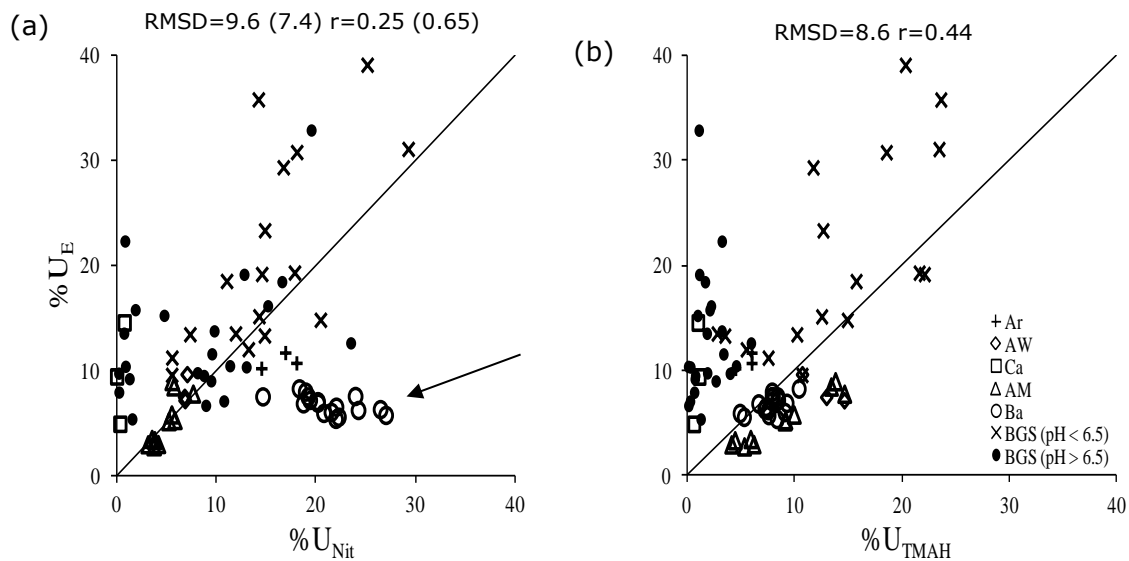 (a)
RMSD=9.6 (7.4) r=0.25 (0.65)
40
30
20
10
0
% U_E
0 10 20 30 40
%U_Nit
(b)
RMSD=8.6 r=0.44
40
30
20
10
0
0 10 20 30 40
%U_TMAH
Ar
AW
Ca
AM
Ba
BGS (pH < 6.5)
BGS (pH > 6.5)